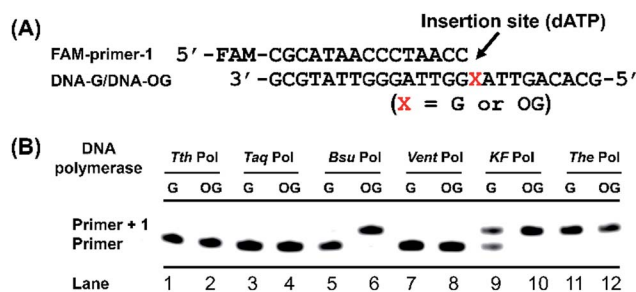 (A)
Insertion site (dATP)
FAM-primer-1 5′-FAM-CGCATAACCCTAACC
DNA-G/DNA-OG 3′-GCGTATTGGGATTGGXATTGACACG-5′
(X = G or OG)
(B) DNA polymerase Tth Pol Taq Pol Bsu Pol Vent Pol KF Pol The Pol
G OG G OG G OG G OG G OG G OG
Primer + 1
Primer
Lane 1 2 3 4 5 6 7 8 9 10 11 12